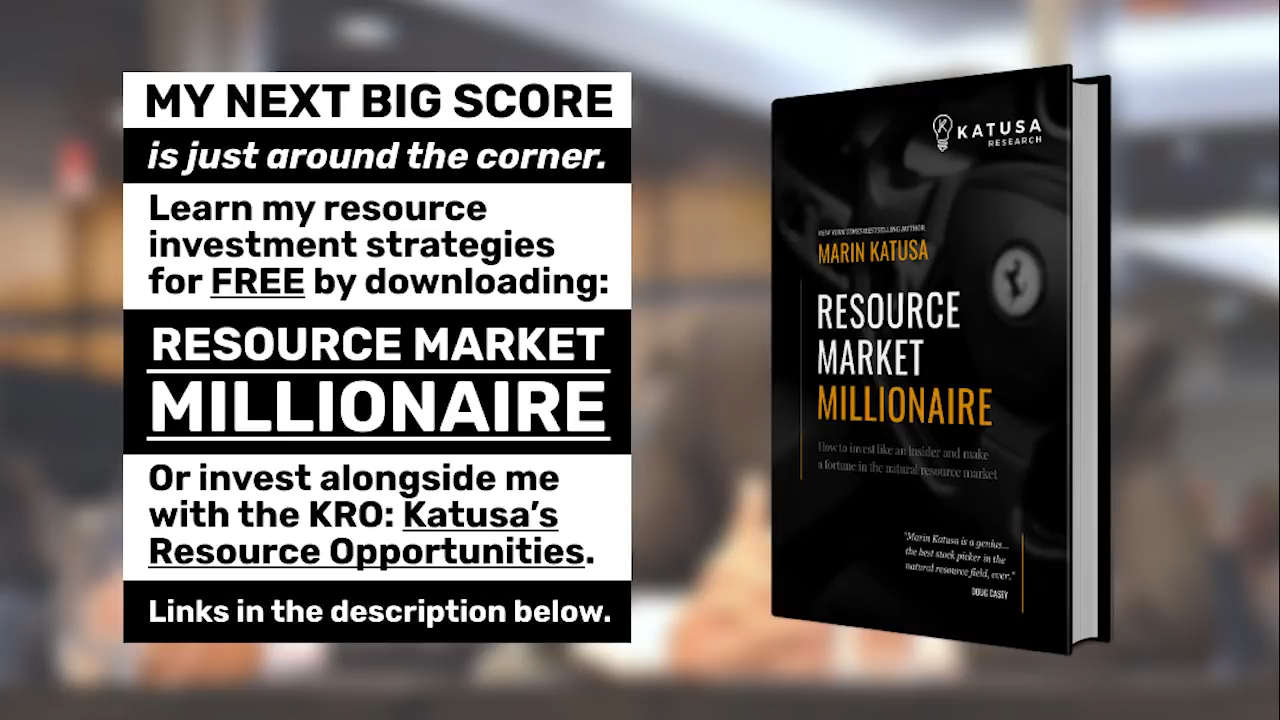 MY NEXT BIG SCORE
is just around the corner.
Learn my resource
investment strategies
for FREE by downloading:
RESOURCE MARKET
MILLIONAIRE
Or invest alongside me
with the KRO: Katusa's
Resource Opportunities.
Links in the description below.
KATUSA
RESEARCH
NEW YORK TIMES BESTSELLING AUTHOR
MARIN KATUSA
RESOURCE
MARKET
MILLIONAIRE
How to invest like an insider and make
a fortune in the natural resource market
"Marin Katusa is a genius...
the best stock picker in the
natural resource field, ever."
DOUG CASEY